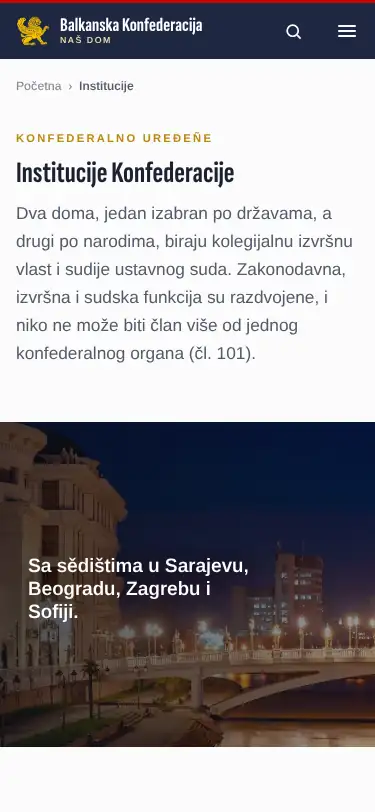 Balkanska Konfederacija
NAŠ DOM
Početna › Institucije
KONFEDERALNO UREĐEÑE
Institucije Konfederacije
Dva doma, jedan izabran po državama, a
drugi po narodima, biraju kolegijalnu izvršnu
vlast i sudije ustavnog suda. Zakonodavna,
izvršna i sudska funkcija su razdvojene, i
niko ne može biti član više od jednog
konfederalnog organa (čl. 101).
Sa sědištima u Sarajevu,
Beogradu, Zagrebu i
Sofiji.